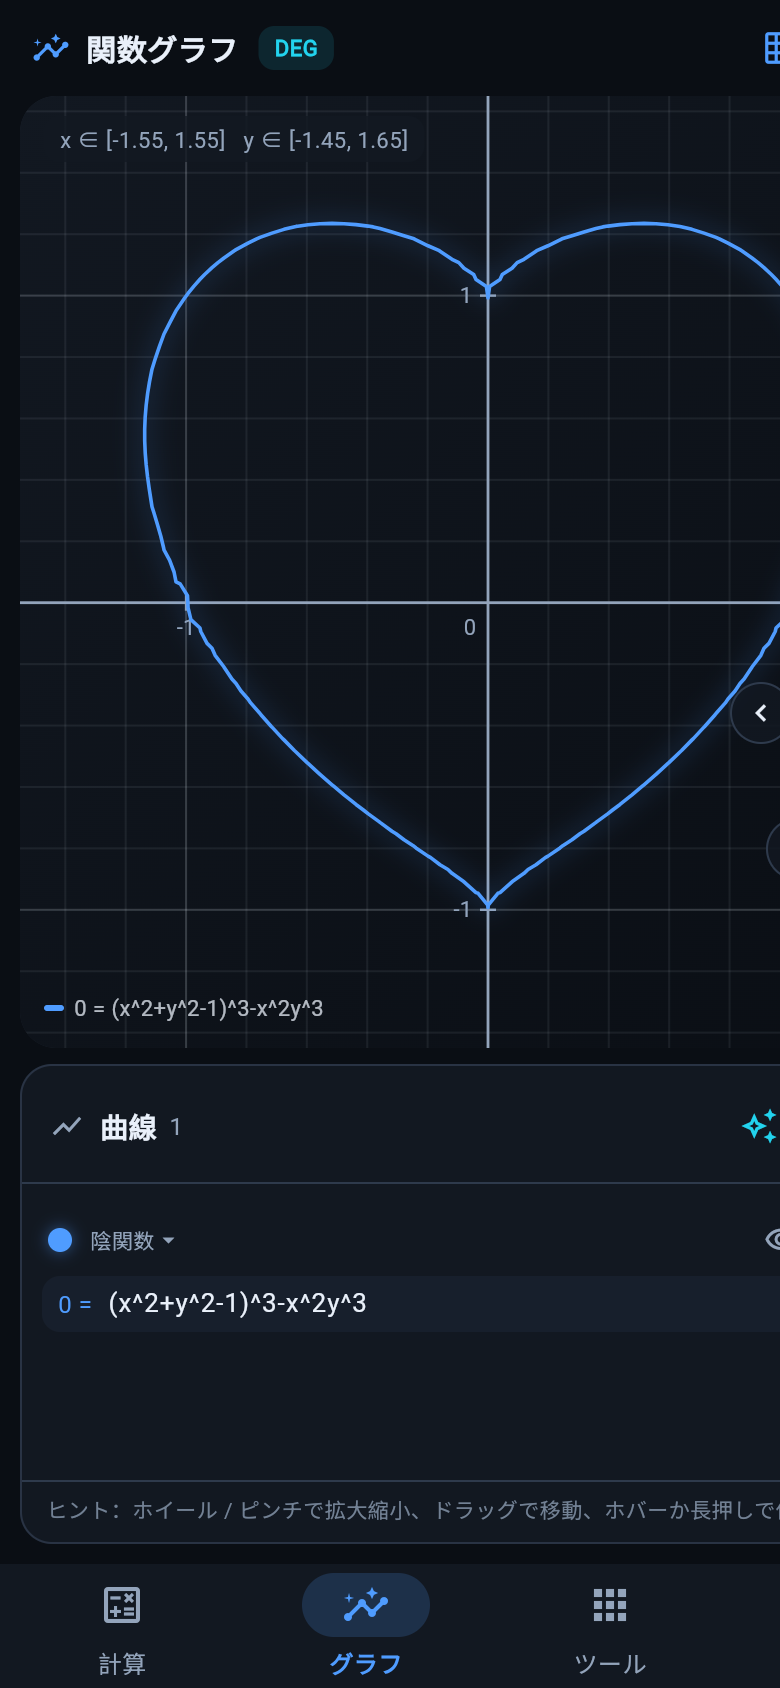 関数グラフ DEG
x ∈ [-1.55, 1.55] y ∈ [-1.45, 1.65]
1
-1 0
-1
0 = (x^2+y^2-1)^3-x^2y^3
曲線 1
陰関数
0 = (x^2+y^2-1)^3-x^2y^3
ヒント: ホイール / ピンチで拡大縮小、ドラッグで移動、ホバーか長押しで
計算 グラフ ツール